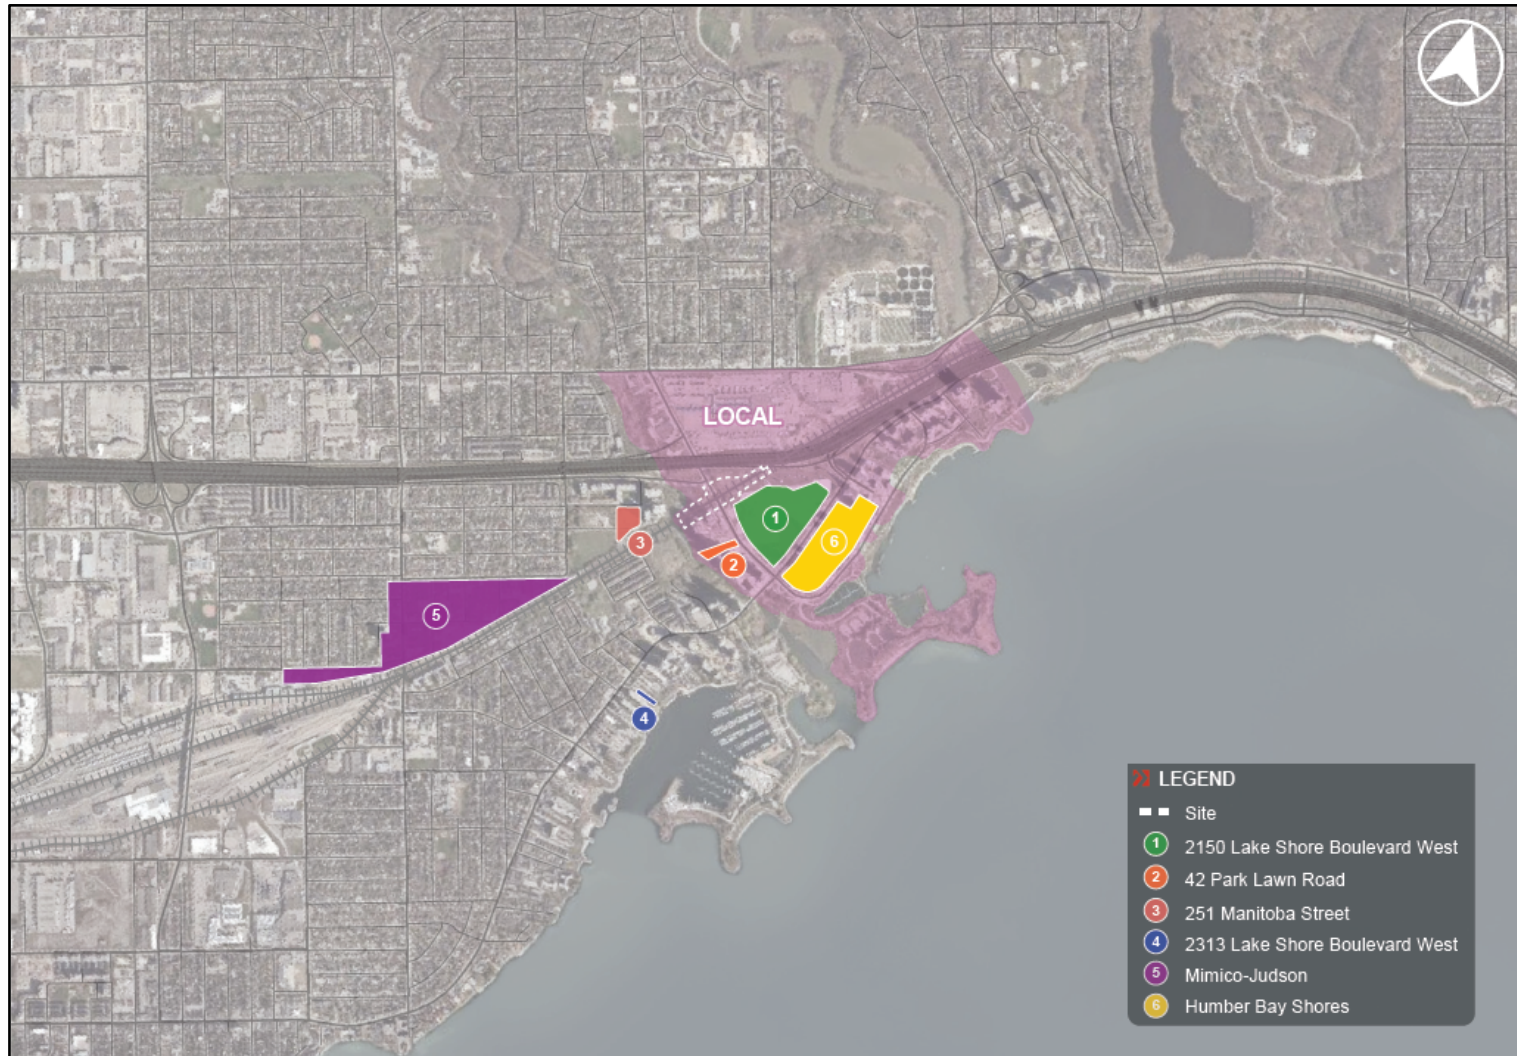 LOCAL
1
6
3
2
5
4
LEGEND
Site
1 2150 Lake Shore Boulevard West
2 42 Park Lawn Road
3 251 Manitoba Street
4 2313 Lake Shore Boulevard West
5 Mimico-Judson
6 Humber Bay Shores